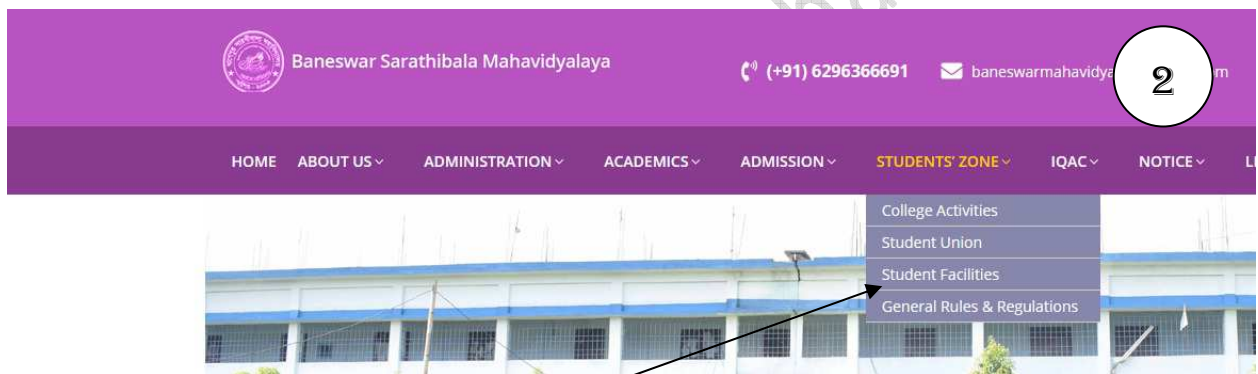 Baneswar Sarathibala Mahavidyalaya
(+91) 6296366691
2
HOME ABOUT US ADMINISTRATION ACADEMICS ADMISSION STUDENTS' ZONE IQAC NOTICE
College Activities
Student Union
Student Facilities
General Rules & Regulations